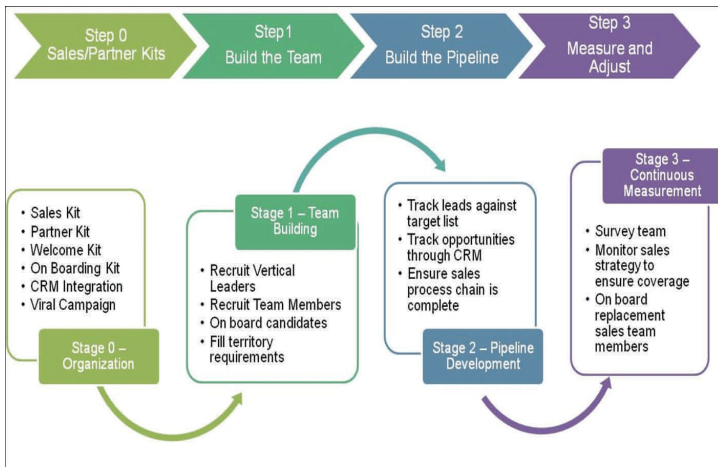 Step 0
Sales/Partner Kits
Step1
Build the Team
Step 2
Build the Pipeline
Step 3
Measure and
Adjust
• Sales Kit
• Partner Kit
• Welcome Kit
• On Boarding Kit
• CRM Integration
• Viral Campaign
Stage 0 –
Organization
Stage 1 – Team
Building
• Recruit Vertical
Leaders
• Recruit Team Members
• On board candidates
• Fill territory
requirements
• Track leads against
target list
• Track opportunities
through CRM
• Ensure sales
process chain is
complete
Stage 2 – Pipeline
Development
Stage 3 –
Continuous
Measurement
• Survey team
• Monitor sales
strategy to
ensure coverage
• On board
replacement
sales team
members